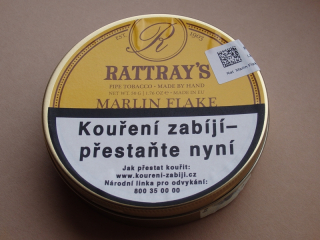 R
RATTRAY'S
PIPE TOBACCO • MADE BY HAND
MARLIN FLAKE
Kouření zabíjí–
přestaňte nyní
Jak přestat kouřit:
www.koureni-zabiji.cz
Národní linka pro odvykání:
800 35 00 00